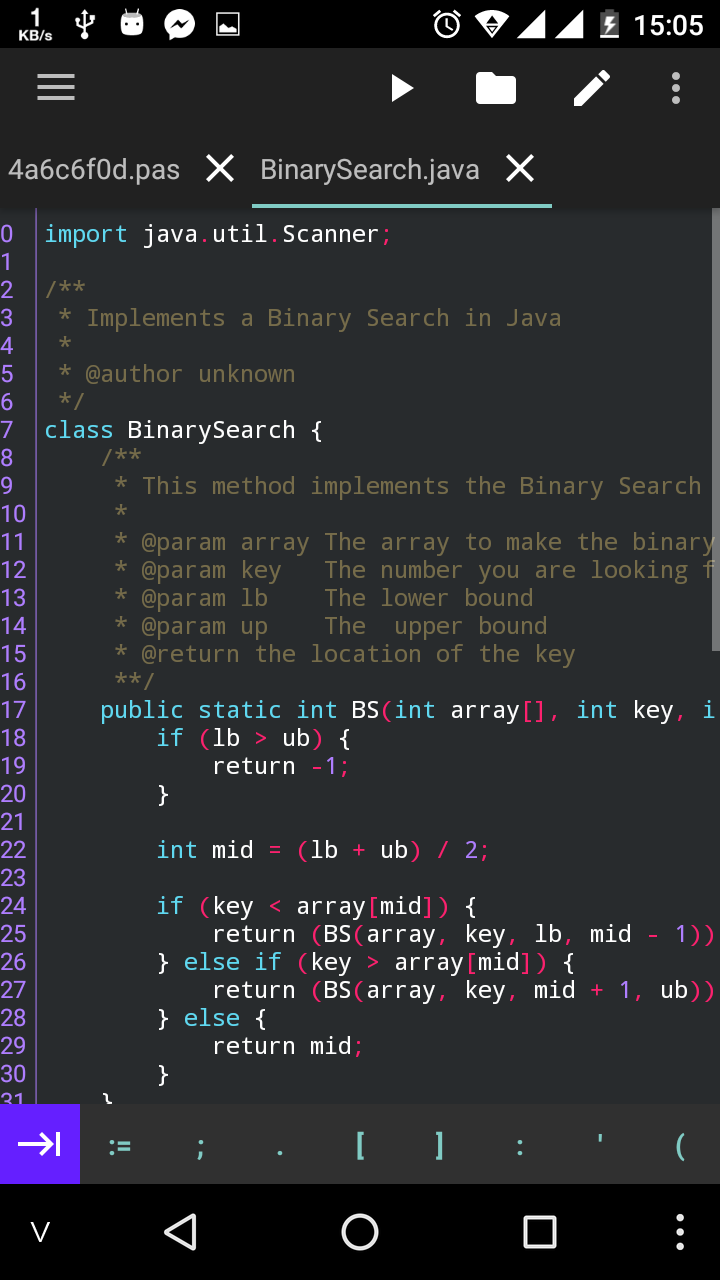 1 KB/s 15:05
4a6c6f0d.pas BinarySearch.java
0 import java.util.Scanner;
1
2 /**
3 * Implements a Binary Search in Java
4 *
5 * @author unknown
6 */
7 class BinarySearch {
8 /**
9 * This method implements the Binary Search
10 *
11 * @param array The array to make the binary
12 * @param key The number you are looking f
13 * @param lb The lower bound
14 * @param up The upper bound
15 * @return the location of the key
16 **/
17 public static int BS(int array[], int key, i
18 if (lb > ub) {
19 return -1;
20 }
21
22 int mid = (lb + ub) / 2;
23
24 if (key < array[mid]) {
25 return (BS(array, key, lb, mid - 1))
26 } else if (key > array[mid]) {
27 return (BS(array, key, mid + 1, ub))
28 } else {
29 return mid;
30 }
31 }
:= ; . [ ] : ' (